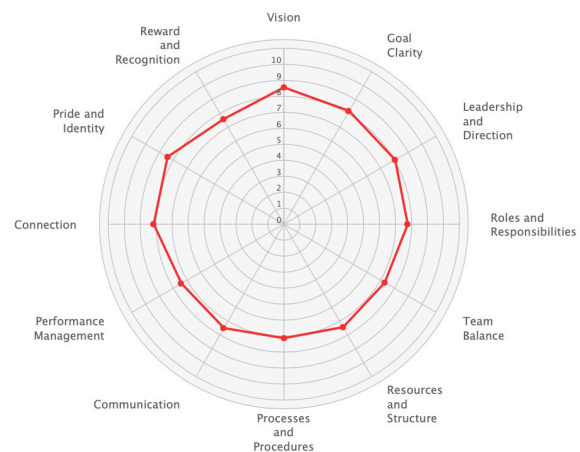 Vision
Goal
Clarity
Leadership
and
Direction
Roles and
Responsibilities
Team
Balance
Resources
and
Structure
Processes
and
Procedures
Communication
Performance
Management
Connection
Pride and
Identity
Reward
and
Recognition
10
9
8
7
6
5
4
3
2
1
0